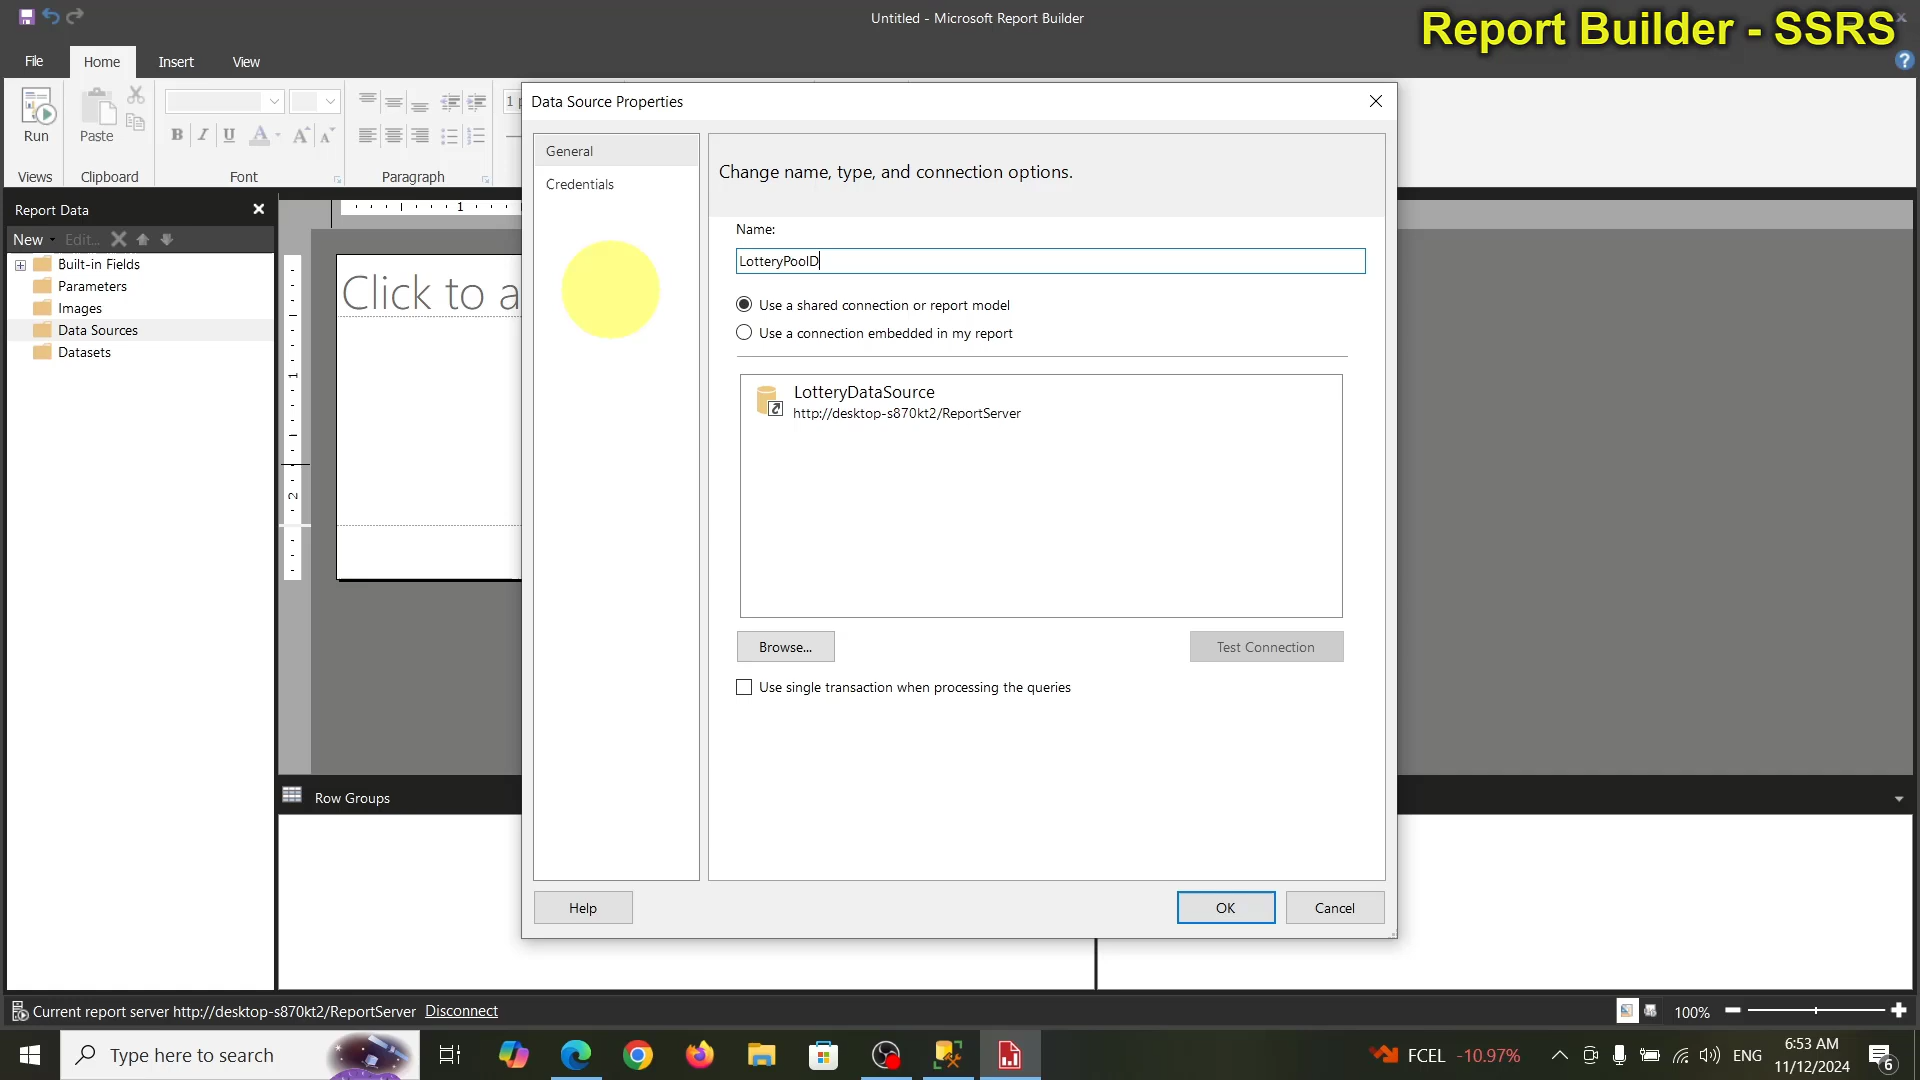 Untitled - Microsoft Report Builder
Report Builder - SSRS
File
Home
Insert
View
?
Run
Paste
B I U A A A
Views
Clipboard
Font
Paragraph
Data Source Properties
General
Credentials
Change name, type, and connection options.
Name:
LotteryPoolD
Use a shared connection or report model
Use a connection embedded in my report
LotteryDataSource
http://desktop-s870kt2/ReportServer
Browse...
Test Connection
Use single transaction when processing the queries
Help
OK
Cancel
Report Data
New
Edit...
Built-in Fields
Parameters
Images
Data Sources
Datasets
1
1
2
Click to a
Row Groups
Current report server http://desktop-s870kt2/ReportServer Disconnect
100%
Type here to search
FCEL -10.97%
ENG
6:53 AM
11/12/2024
6